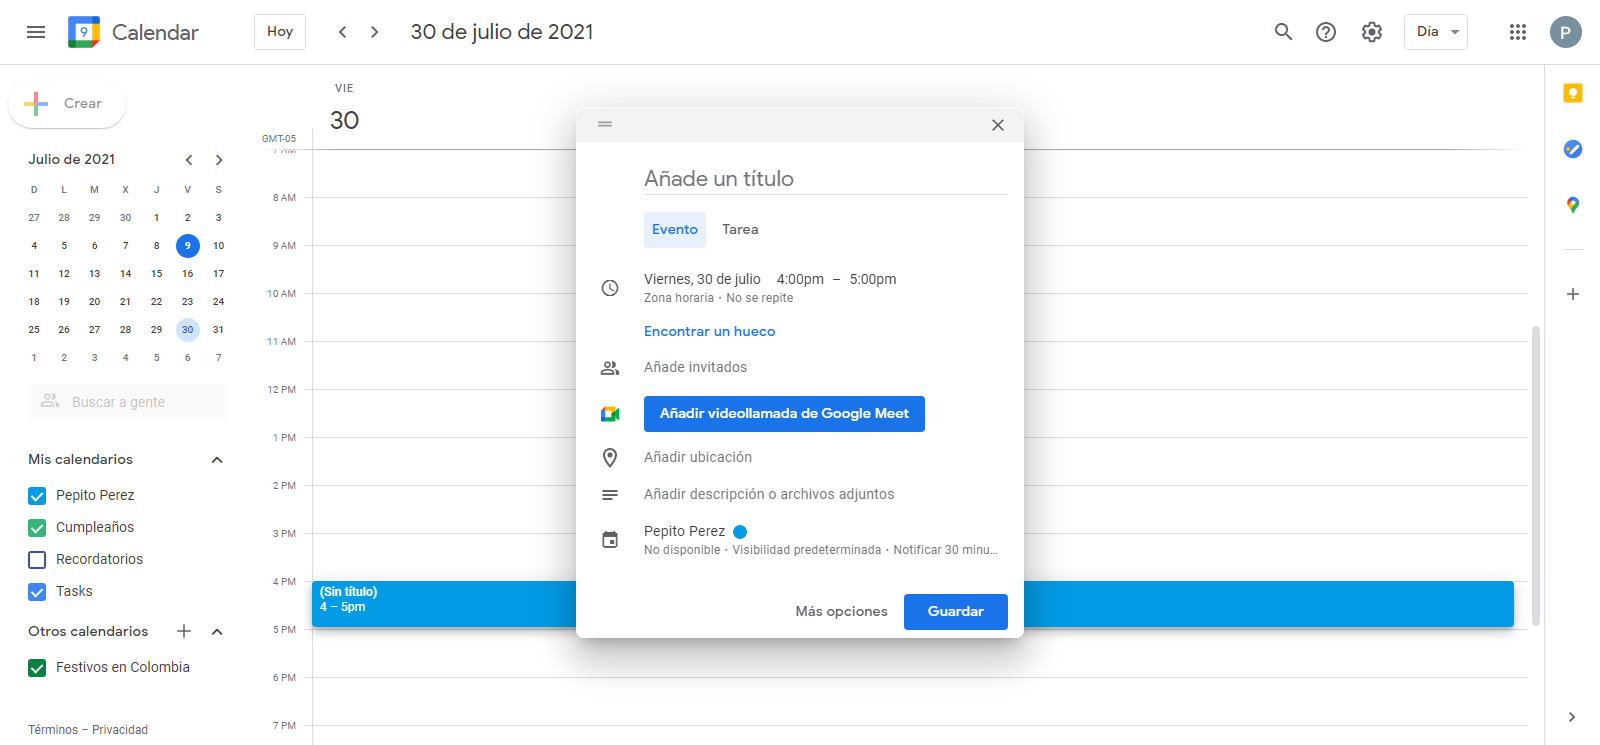 9 Calendar
Hoy
30 de julio de 2021
Día
P
Crear
Julio de 2021
D L M X J V S
27 28 29 30 1 2 3
4 5 6 7 8 9 10
11 12 13 14 15 16 17
18 19 20 21 22 23 24
25 26 27 28 29 30 31
1 2 3 4 5 6 7
Buscar a gente
Mis calendarios
Pepito Perez
Cumpleaños
Recordatorios
Tasks
Otros calendarios
Festivos en Colombia
Términos – Privacidad
VIE
30
GMT-05
7 AM
8 AM
9 AM
10 AM
11 AM
12 PM
1 PM
2 PM
3 PM
4 PM
5 PM
6 PM
7 PM
(Sin título)
4 – 5pm
Añade un título
Evento Tarea
Viernes, 30 de julio 4:00pm – 5:00pm
Zona horaria · No se repite
Encontrar un hueco
Añade invitados
Añadir videollamada de Google Meet
Añadir ubicación
Añadir descripción o archivos adjuntos
Pepito Perez
No disponible · Visibilidad predeterminada · Notificar 30 minu...
Más opciones Guardar